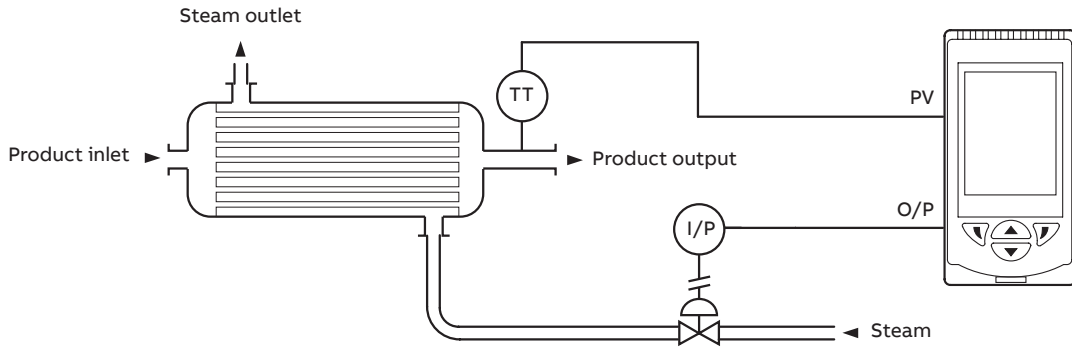 Steam outlet
TT
PV
Product inlet
Product output
O/P
I/P
Steam